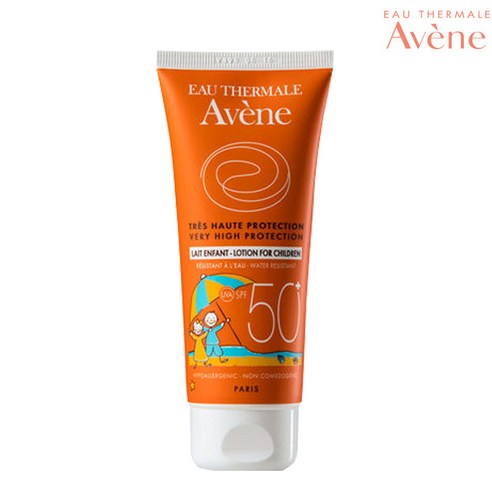 EAU THERMALE
Avène
EAU THERMALE
Avène
TRÈS HAUTE PROTECTION
VERY HIGH PROTECTION
LAIT ENFANT - LOTION FOR CHILDREN
RÉSISTANT À L'EAU - WATER RESISTANT
UVA SPF 50+
HYPOALLERGENIC - NON COMEDOGENIC
PARIS